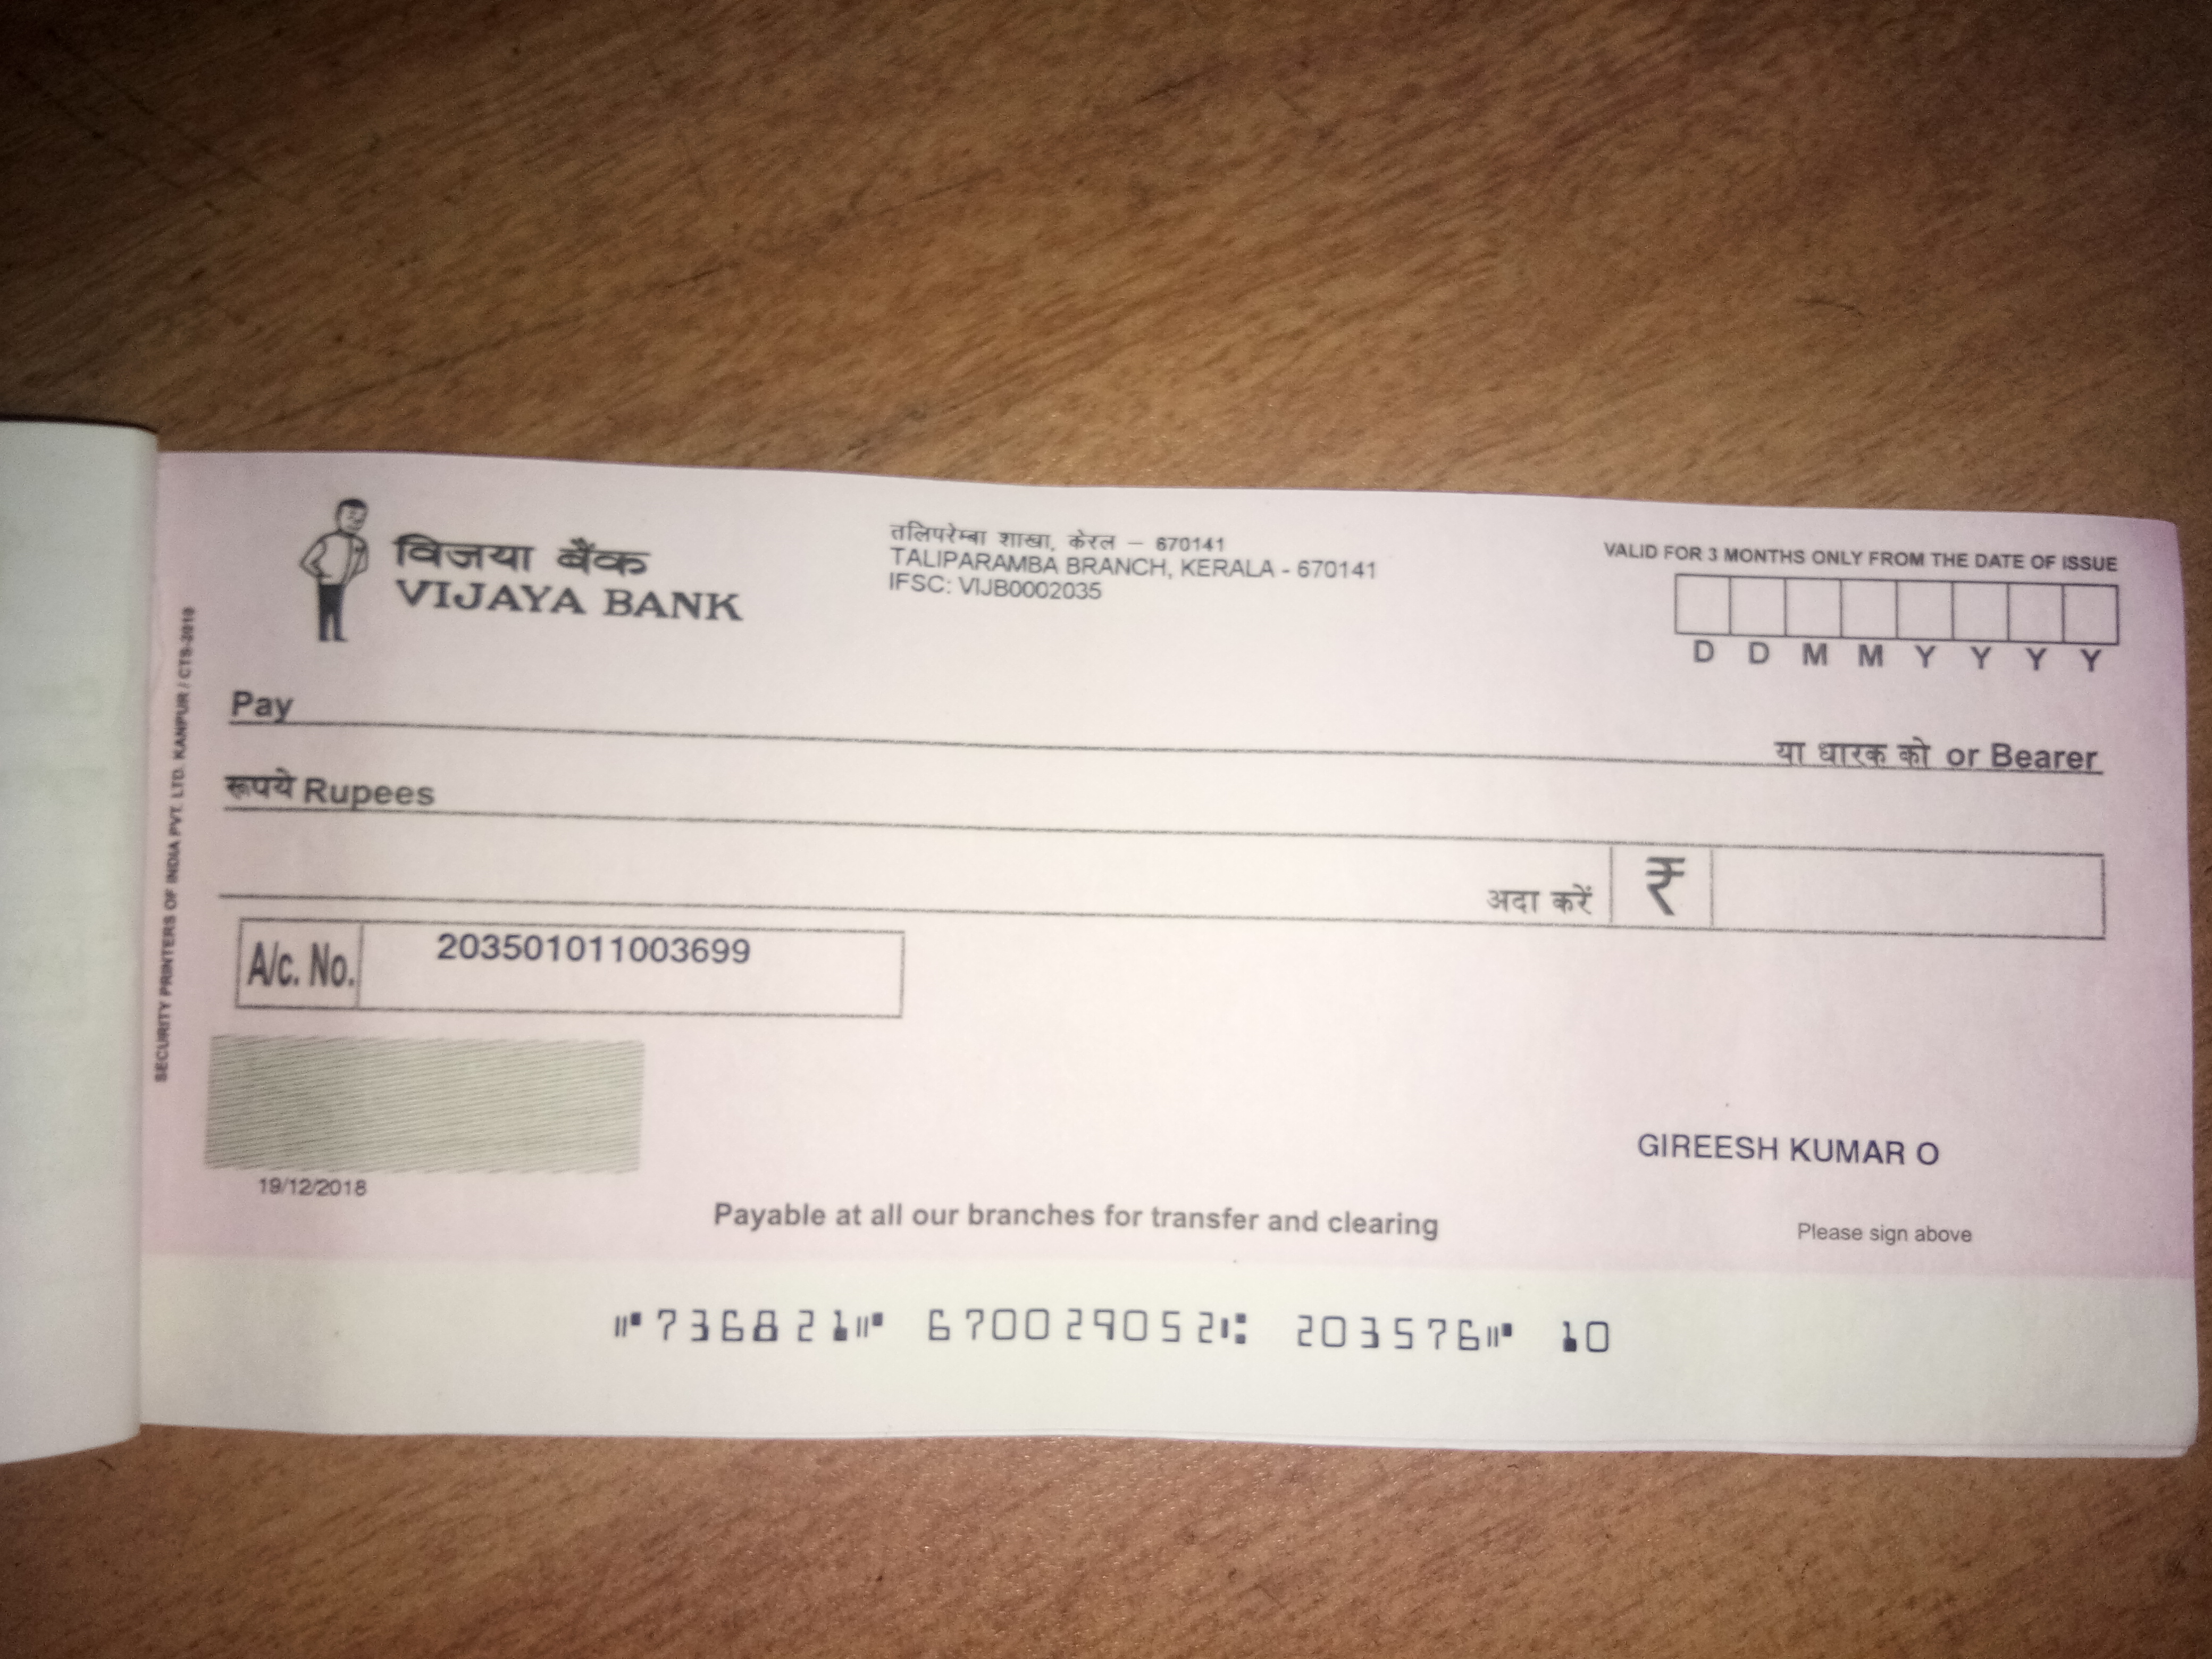 विजया बैंक
VIJAYA BANK
तलिपरेम्बा शाखा, केरल – 670141
TALIPARAMBA BRANCH, KERALA - 670141
IFSC: VIJB0002035
VALID FOR 3 MONTHS ONLY FROM THE DATE OF ISSUE
D D M M Y Y Y Y
Pay
या धारक को or Bearer
रूपये Rupees
अदा करें ₹
A/c. No. 203501011003699
SECURITY PRINTERS OF INDIA PVT. LTD. KANPUR / CTS-2010
19/12/2018
GIREESH KUMAR O
Payable at all our branches for transfer and clearing
Please sign above
⑈736821⑈ 670029052⑆ 203576⑈ 10